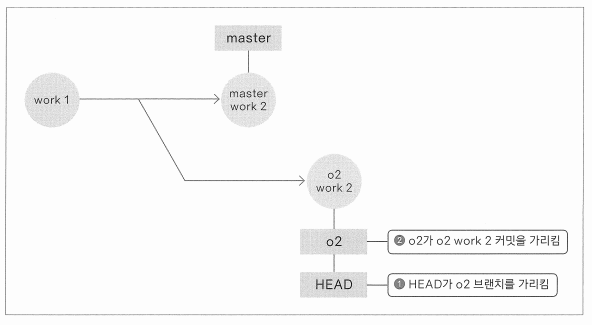 master
work 1
master
work 2
o2
work 2
o2
❷ o2가 o2 work 2 커밋을 가리킴
HEAD
❶ HEAD가 o2 브랜치를 가리킴